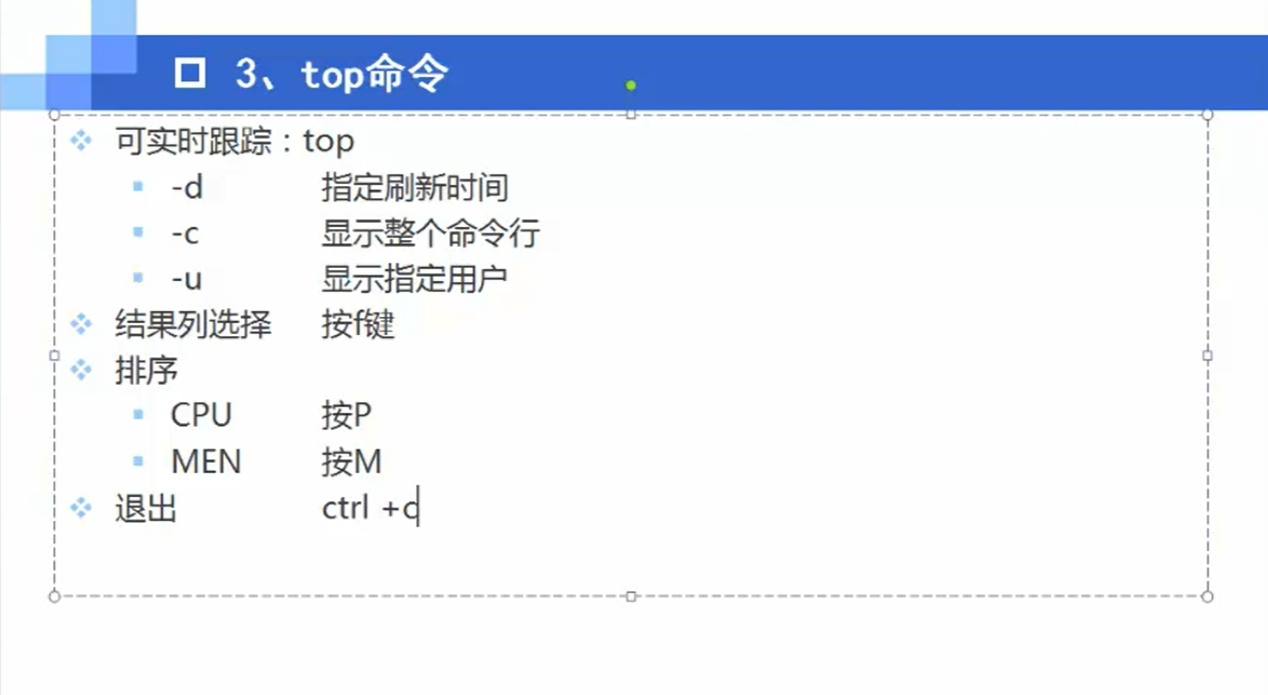 3、top命令
可实时跟踪：top
-d 指定刷新时间
-c 显示整个命令行
-u 显示指定用户
结果列选择 按f键
排序
CPU 按P
MEN 按M
退出 ctrl +c